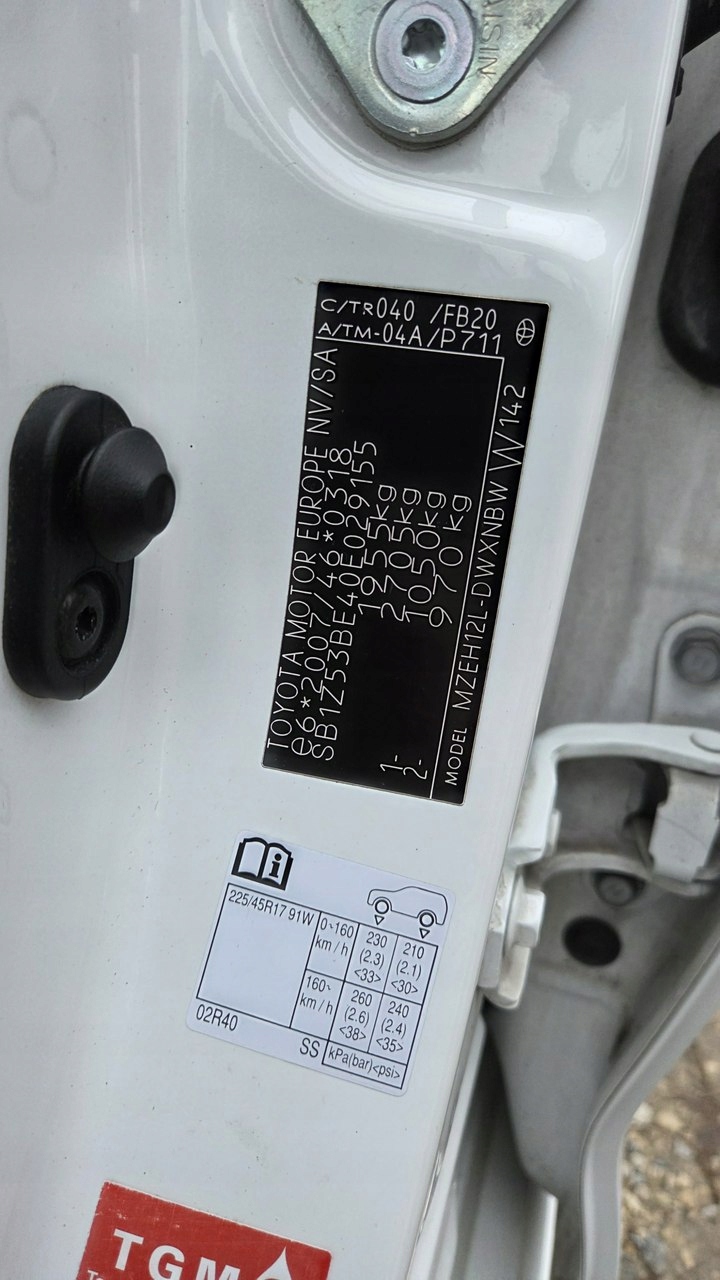 AISIN
C/TR040 /FB20
A/TM-04A/P711
TOYOTA MOTOR EUROPE NV/SA
e6*2007/46*0318
SB1Z53BE40E029155
1955kg
2705kg
1- 1050kg
2- 970kg
MODEL MZEH12L-DWXNBW W142
225/45R17 91W
0~160 km/h
230 (2.3) <33>
210 (2.1) <30>
160~ km/h
260 (2.6) <38>
240 (2.4) <35>
02R40
SS
kPa(bar)<psi>